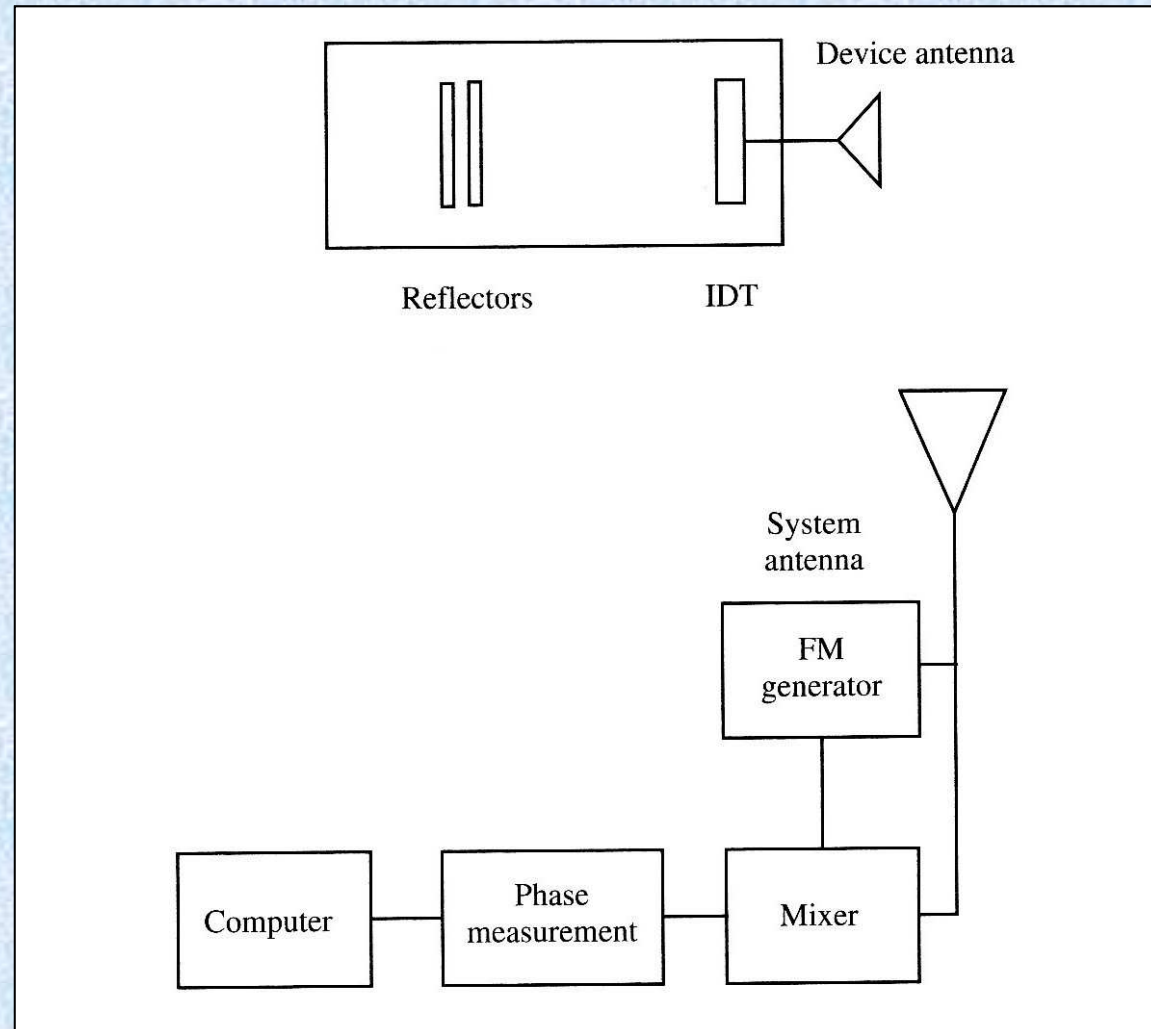 Device antenna
Reflectors
IDT
System
antenna
FM
generator
Computer
Phase
measurement
Mixer